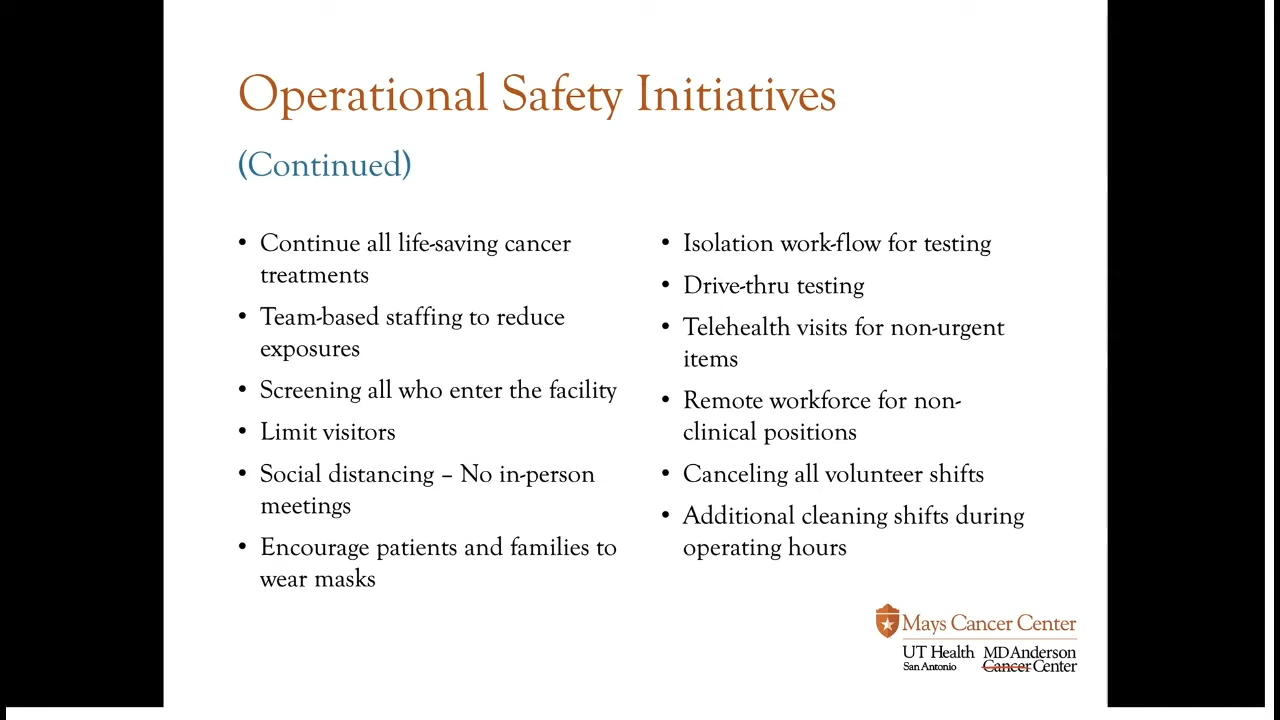 Operational Safety Initiatives
(Continued)
• Continue all life-saving cancer
treatments
• Team-based staffing to reduce
exposures
• Screening all who enter the facility
• Limit visitors
• Social distancing – No in-person
meetings
• Encourage patients and families to
wear masks
• Isolation work-flow for testing
• Drive-thru testing
• Telehealth visits for non-urgent
items
• Remote workforce for non-
clinical positions
• Canceling all volunteer shifts
• Additional cleaning shifts during
operating hours
Mays Cancer Center
UT Health
San Antonio
MD Anderson
Cancer Center